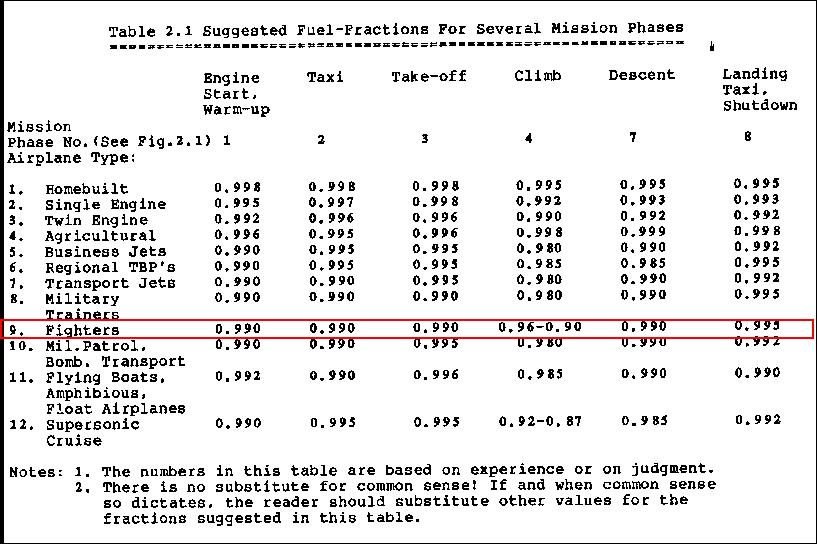 Table 2.1 Suggested Fuel-Fractions For Several Mission Phases
Engine Taxi Take-off Climb Descent Landing
Start, Taxi,
Warm-up Shutdown
Mission
Phase No.(See Fig.2.1) 1 2 3 4 7 8
Airplane Type:
1. Homebuilt 0.998 0.998 0.998 0.995 0.995 0.995
2. Single Engine 0.995 0.997 0.998 0.992 0.993 0.993
3. Twin Engine 0.992 0.996 0.996 0.990 0.992 0.992
4. Agricultural 0.996 0.995 0.996 0.998 0.999 0.998
5. Business Jets 0.990 0.995 0.995 0.980 0.990 0.992
6. Regional TBP's 0.990 0.995 0.995 0.985 0.985 0.995
7. Transport Jets 0.990 0.990 0.995 0.980 0.990 0.992
8. Military 0.990 0.990 0.990 0.980 0.990 0.995
Trainers
9. Fighters 0.990 0.990 0.990 0.96-0.90 0.990 0.995
10. Mil.Patrol, 0.990 0.990 0.995 0.980 0.990 0.992
Bomb, Transport
11. Flying Boats, 0.992 0.990 0.996 0.985 0.990 0.990
Amphibious,
Float Airplanes
12. Supersonic 0.990 0.995 0.995 0.92-0.87 0.985 0.992
Cruise
Notes: 1. The numbers in this table are based on experience or on judgment.
2. There is no substitute for common sense! If and when common sense
so dictates, the reader should substitute other values for the
fractions suggested in this table.